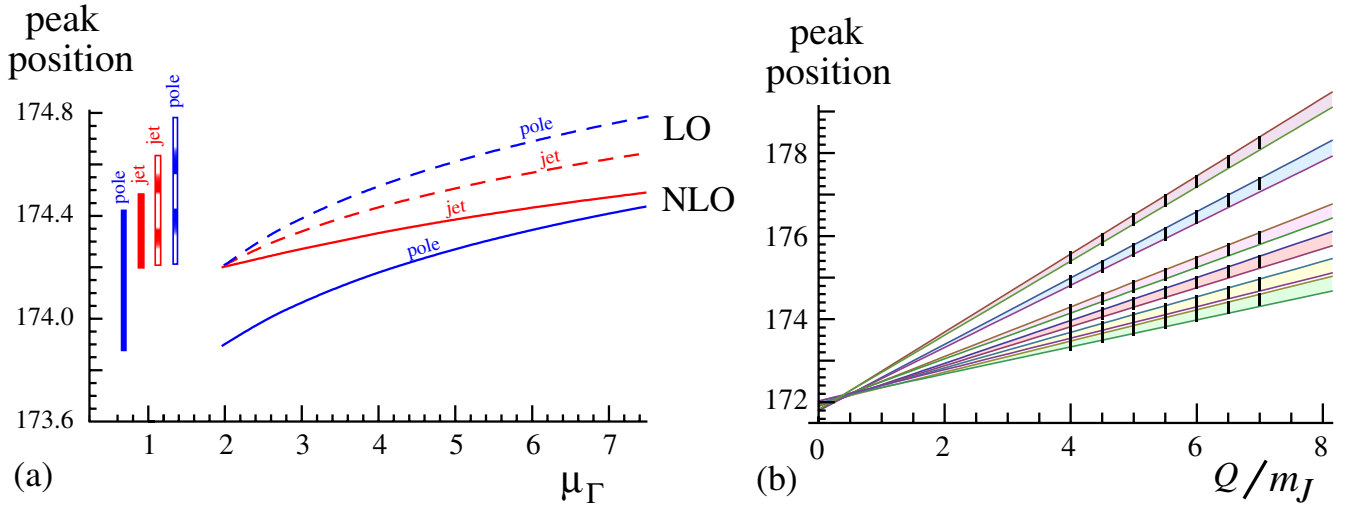 peak
position
174.8
174.4
174.0
173.6
pole
jet
jet
pole
pole
jet
jet
pole
LO
NLO
1
2
3
4
5
6
7
(a)
μΓ
peak
position
178
176
174
172
0
2
4
6
8
(b)
Q/mJ